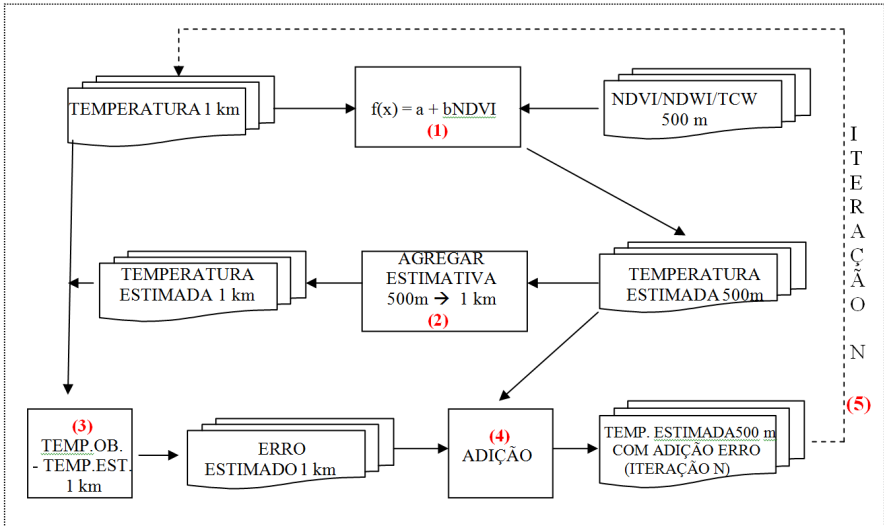 TEMPERATURA 1 km
f(x) = a + bNDVI
(1)
NDVI/NDWI/TCW
500 m
TEMPERATURA
ESTIMADA 1 km
AGREGAR
ESTIMATIVA
500m → 1 km
(2)
TEMPERATURA
ESTIMADA 500m
(3)
TEMP.OB.
- TEMP.EST.
1 km
ERRO
ESTIMADO 1 km
(4)
ADIÇÃO
TEMP. ESTIMADA500 m
COM ADIÇÃO ERRO
(ITERAÇÃO N)
ITERAÇÃO N
(5)